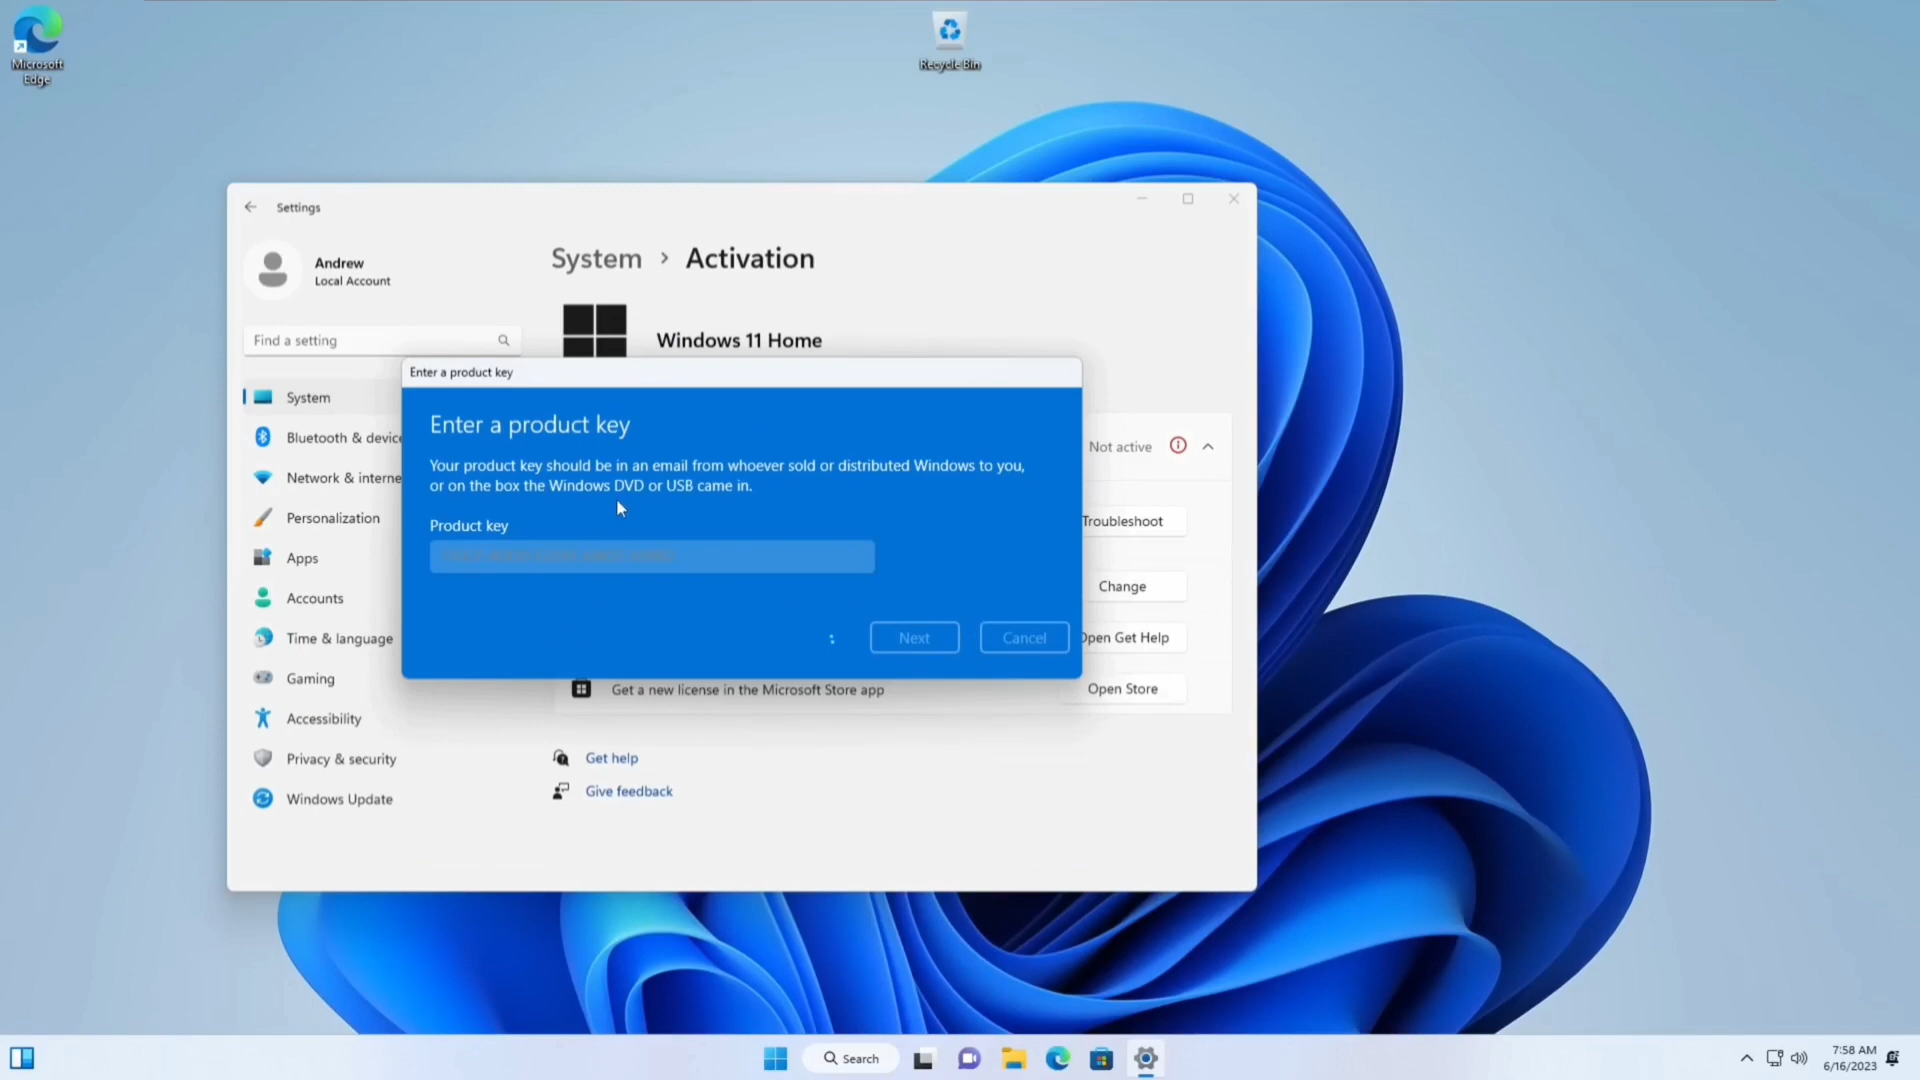 Microsoft
Edge
Recycle Bin
Settings
Andrew
Local Account
Find a setting
System
Bluetooth & device
Network & interne
Personalization
Apps
Accounts
Time & language
Gaming
Accessibility
Privacy & security
Windows Update
System > Activation
Windows 11 Home
Enter a product key
Enter a product key
Your product key should be in an email from whoever sold or distributed Windows to you,
or on the box the Windows DVD or USB came in.
Product key
Next
Cancel
Not active
Troubleshoot
Change
Open Get Help
Get a new license in the Microsoft Store app
Open Store
Get help
Give feedback
Search
7:58 AM
6/16/2023